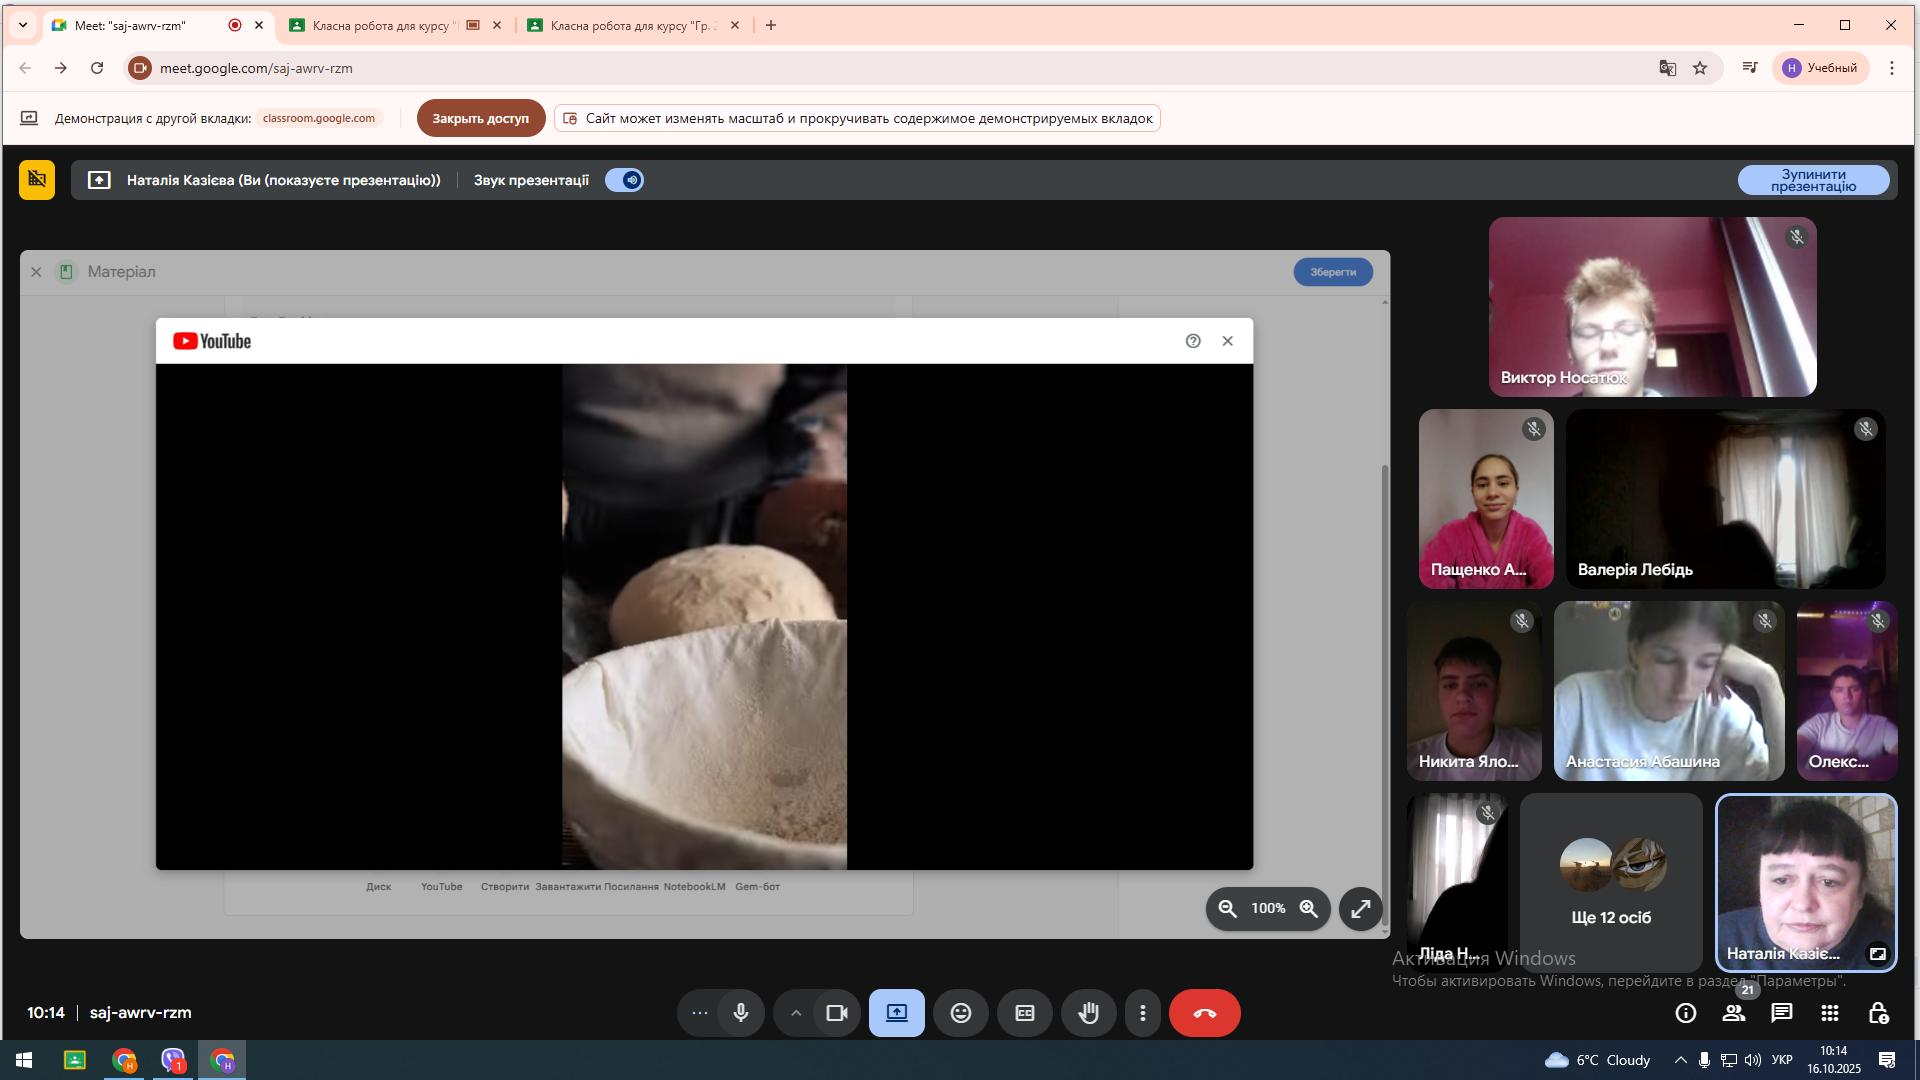 Meet: "saj-awrv-rzm"
Класна робота для курсу "
Класна робота для курсу "Гр.
meet.google.com/saj-awrv-rzm
Н
Учебный
Демонстрация с другой вкладки:
classroom.google.com
Закрыть доступ
Сайт может изменять масштаб и прокручивать содержимое демонстрируемых вкладок
Наталія Казієва (Ви (показуєте презентацію))
Звук презентації
Зупинити
презентацію
Матеріал
Зберегти
YouTube
Диск
YouTube
Створити
Завантажити
Посилання
NotebookLM
Gem-бот
100%
Виктор Носатюк
Пащенко А...
Валерія Лебідь
Никита Яло...
Анастасия Абашина
Олекс...
Ліда Н...
Ще 12 осіб
Наталія Казіє...
Активация Windows
Чтобы активировать Windows, перейдите в раздел "Параметры".
10:14
saj-awrv-rzm
CC
21
1
6°C Cloudy
УКР
10:14
16.10.2025